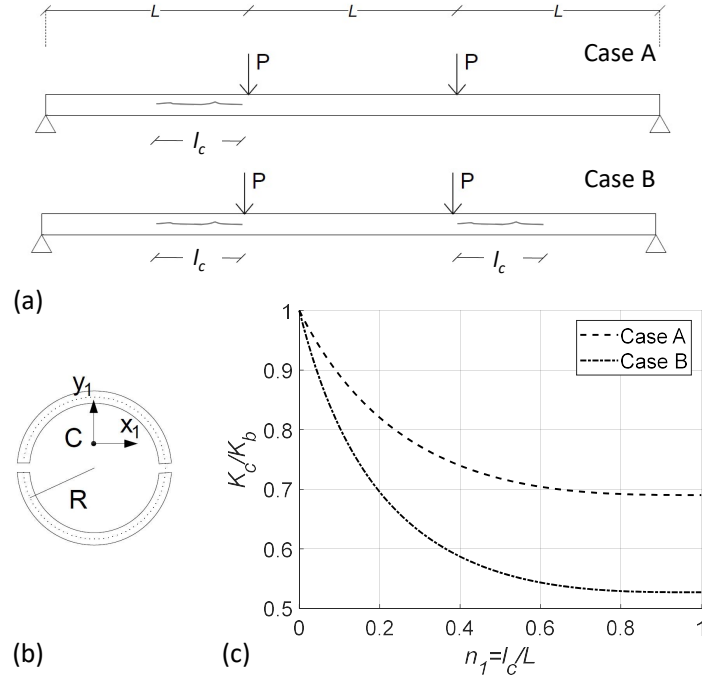 L L L
P P
Case A
l_c
P P
Case B
l_c l_c
(a)
y_1
C x_1
R
(b)
1
0.9
0.8
0.7
0.6
0.5
K_c/K_b
Case A
Case B
0 0.2 0.4 0.6 0.8 1
n_1=l_c/L
(c)